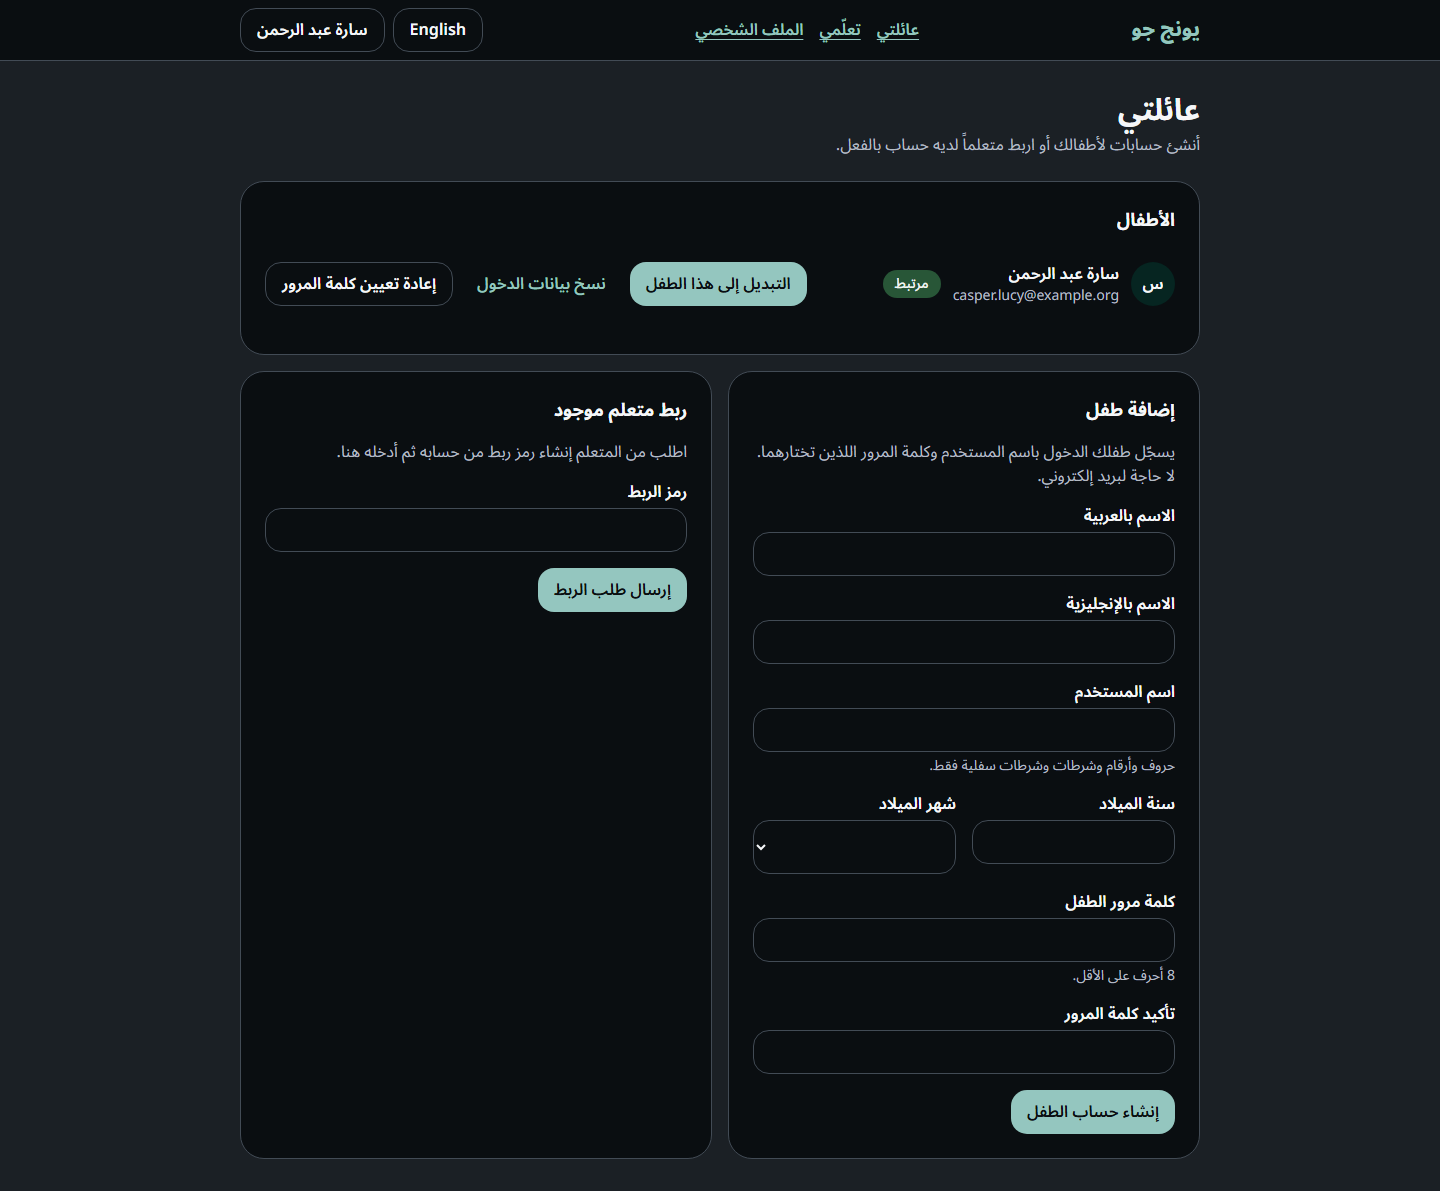 يونج جو
عائلتي تعلّمي الملف الشخصي
English
سارة عبد الرحمن
عائلتي
أنشئ حسابات لأطفالك أو اربط متعلماً لديه حساب بالفعل.
الأطفال
س
سارة عبد الرحمن
casper.lucy@example.org
مرتبط
التبديل إلى هذا الطفل
نسخ بيانات الدخول
إعادة تعيين كلمة المرور
إضافة طفل
يسجّل طفلك الدخول باسم المستخدم وكلمة المرور اللذين تختارهما.
لا حاجة لبريد إلكتروني.
الاسم بالعربية
الاسم بالإنجليزية
اسم المستخدم
حروف وأرقام وشرطات وشرطات سفلية فقط.
سنة الميلاد
شهر الميلاد
كلمة مرور الطفل
8 أحرف على الأقل.
تأكيد كلمة المرور
إنشاء حساب الطفل
ربط متعلم موجود
اطلب من المتعلم إنشاء رمز ربط من حسابه ثم أدخله هنا.
رمز الربط
إرسال طلب الربط